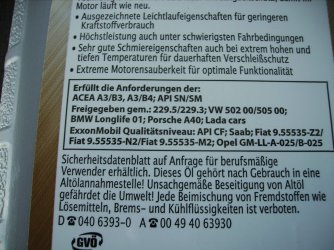 Motor läuft wie neu.
• Ausgezeichnete Leichtlaufeigenschaften für geringeren
Kraftstoffverbrauch
• Höchstleistung auch unter schwierigsten Fahrbedingungen
• Sehr gute Schmiereigenschaften auch bei extrem hohen und
tiefen Temperaturen für dauerhaften Verschleißschutz
• Extreme Motorensauberkeit für optimale Funktionalität
Erfüllt die Anforderungen der:
ACEA A3/B3, A3/B4; API SN/SM
Freigegeben gem.: 229.5/229.3; VW 502 00/505 00;
BMW Longlife 01; Porsche A40; Lada cars
ExxonMobil Qualitätsniveau: API CF; Saab; Fiat 9.55535-Z2/
Fiat 9.55535-N2/Fiat 9.55535-M2; Opel GM-LL-A-025/B-025
Sicherheitsdatenblatt auf Anfrage für berufsmäßige
Verwender erhältlich. Dieses Öl gehört nach Gebrauch in eine
Altölannahmestelle! Unsachgemäße Beseitigung von Altöl
gefährdet die Umwelt! Jede Beimischung von Fremdstoffen wie
Lösemitteln, Brems- und Kühlflüssigkeiten ist verboten.
D ☎ 040 6393-0 A ☎ 00 49 40 63930
GVÖ